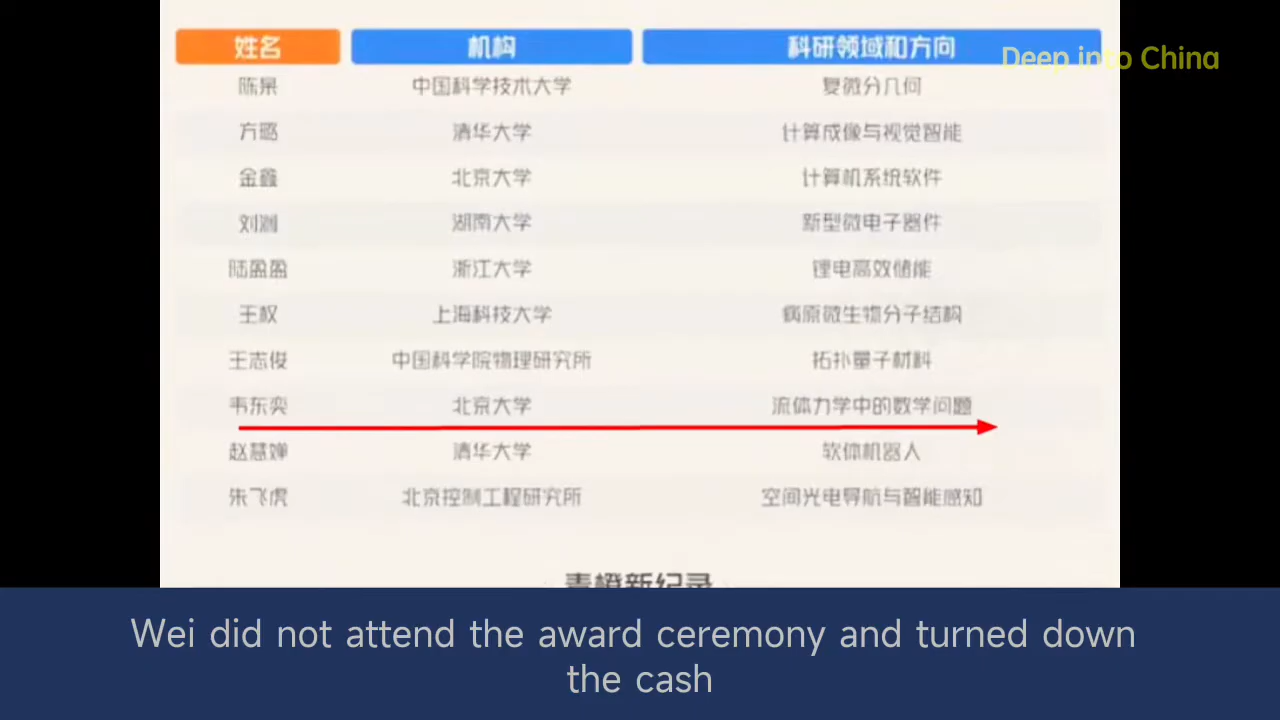 姓名 机构 科研领域和方向
Deep into China
陈杲 中国科学技术大学 复微分几何
方璐 清华大学 计算成像与视觉智能
金鑫 北京大学 计算机系统软件
刘渊 湖南大学 新型微电子器件
陆盈盈 浙江大学 锂电高效储能
王权 上海科技大学 病原微生物分子结构
王志俊 中国科学院物理研究所 拓扑量子材料
韦东奕 北京大学 流体力学中的数学问题
赵慧婵 清华大学 软体机器人
朱飞虎 北京控制工程研究所 空间光电导航与智能感知
青橙新纪录
Wei did not attend the award ceremony and turned down
the cash